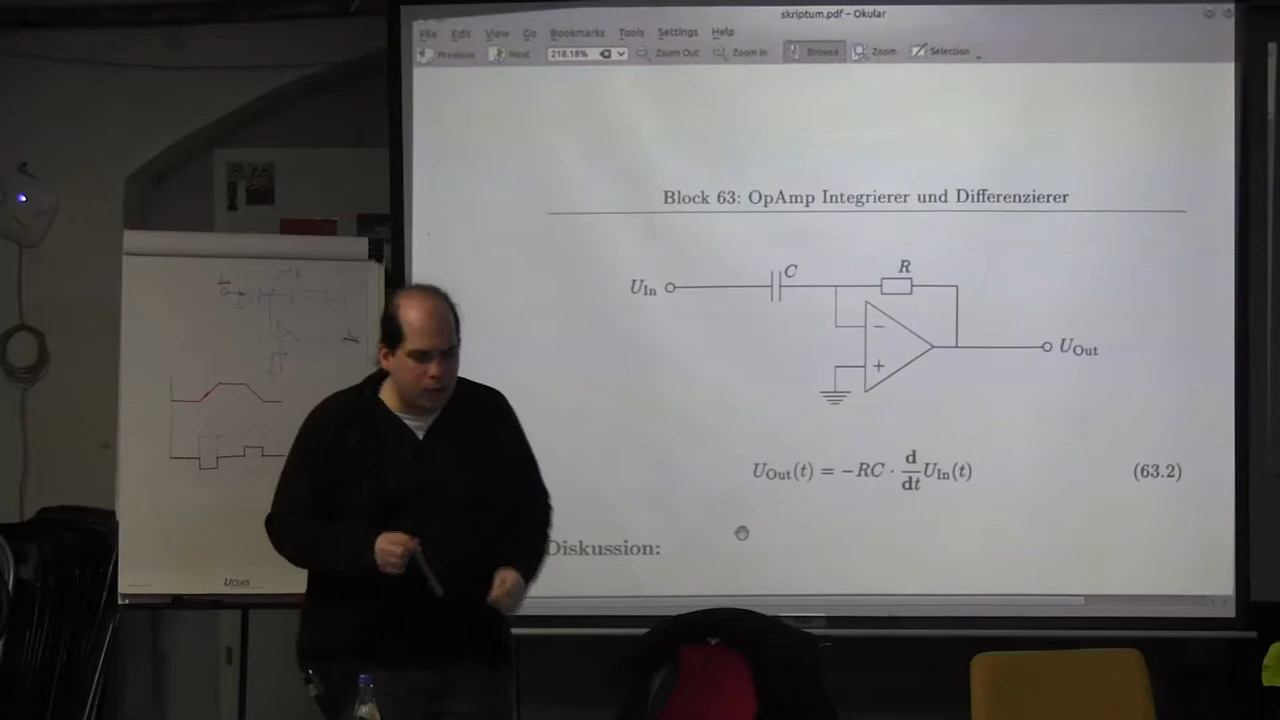 skriptum.pdf – Okular
File Edit View Go Bookmarks Tools Settings Help
Previous Next 218.18% Zoom Out Zoom In Browse Zoom Selection
Block 63: OpAmp Integrierer und Differenzierer
C R
U_In
−
U_Out
+
U_Out(t) = −RC · d/dt U_In(t) (63.2)
Diskussion: